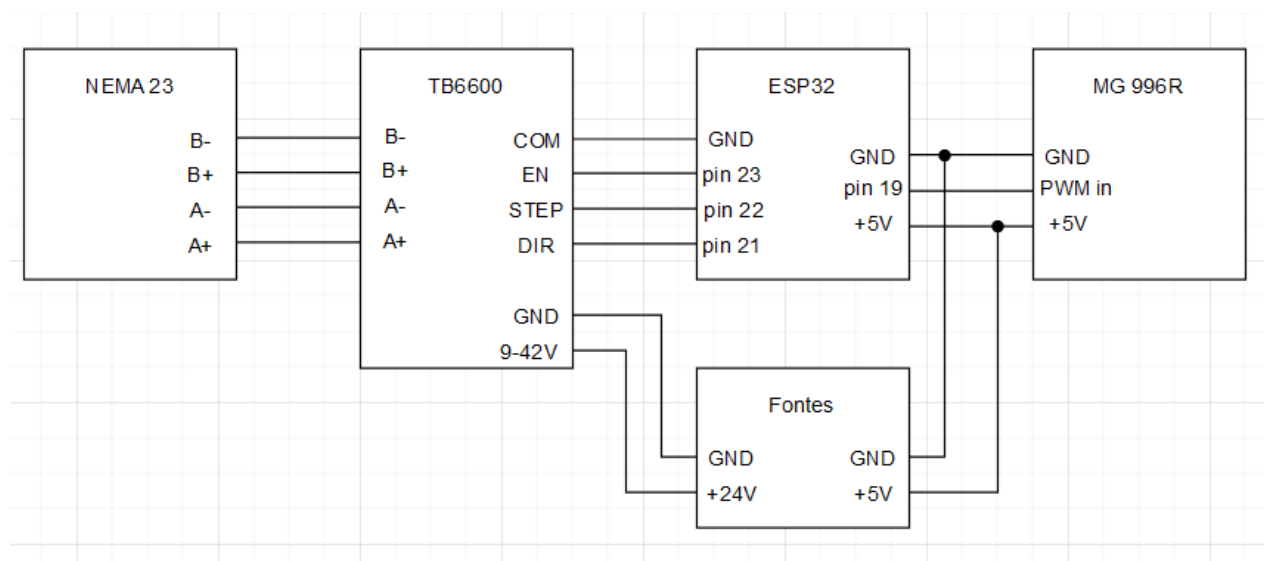 NEMA 23
B-
B+
A-
A+
TB6600
B-
B+
A-
A+
COM
EN
STEP
DIR
GND
9-42V
ESP32
GND
pin 23
pin 22
pin 21
GND
pin 19
+5V
MG 996R
GND
PWM in
+5V
Fontes
GND
+24V
GND
+5V